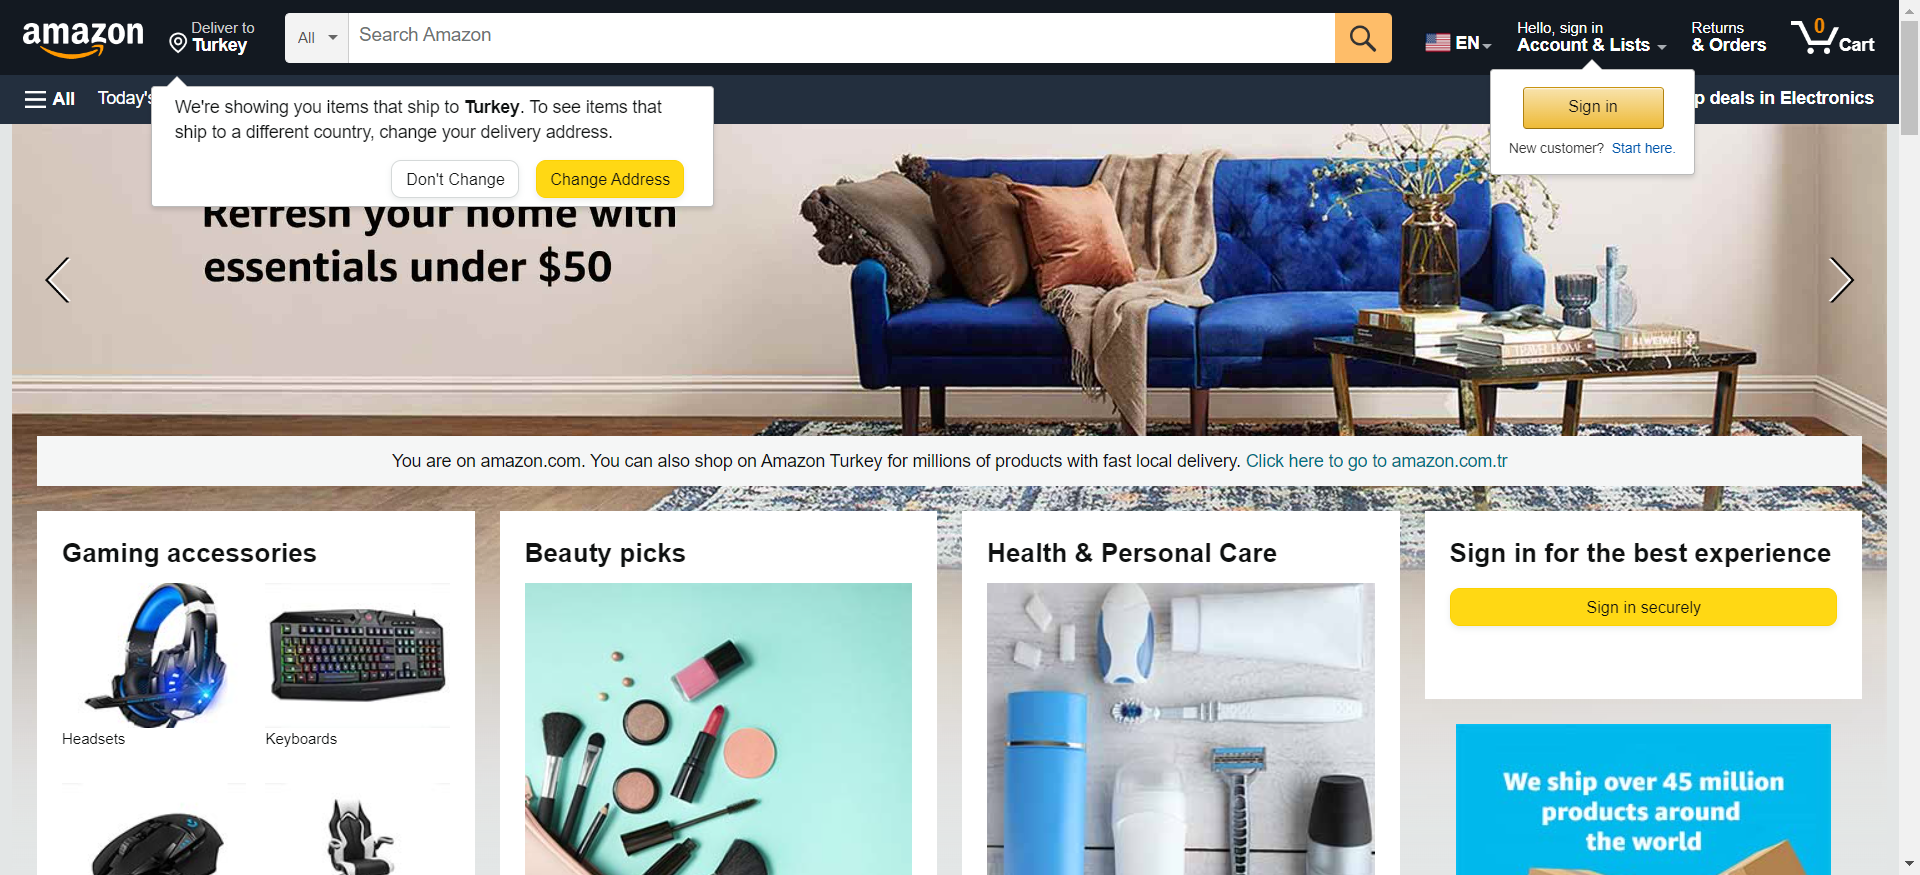 amazon
Deliver to
Turkey
All
Search Amazon
EN
Hello, sign in
Account & Lists
Returns
& Orders
0
Cart
All
Today's
p deals in Electronics
We're showing you items that ship to Turkey. To see items that
ship to a different country, change your delivery address.
Don't Change
Change Address
Sign in
New customer? Start here.
Refresh your home with
essentials under $50
TRAVEL HOME
AI WEIWEI
You are on amazon.com. You can also shop on Amazon Turkey for millions of products with fast local delivery. Click here to go to amazon.com.tr
Gaming accessories
Headsets
Keyboards
Beauty picks
Health & Personal Care
Sign in for the best experience
Sign in securely
We ship over 45 million
products around
the world